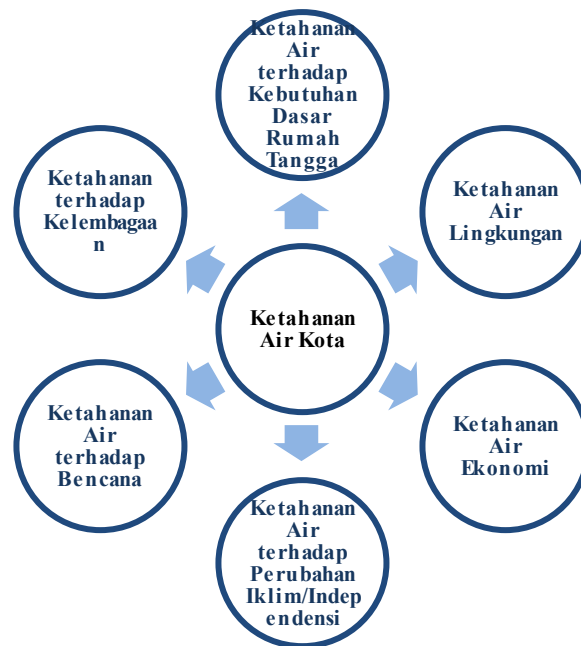 Ketahanan
Air
terhadap
Kebutuhan
Dasar
Rumah
Tangga
Ketahanan
terhadap
Kelembagaa
n
Ketahanan
Air
Lingkungan
Ketahanan
Air Kota
Ketahanan
Air
terhadap
Bencana
Ketahanan
Air
Ekonomi
Ketahanan
Air
terhadap
Perubahan
Iklim/Indep
endensi